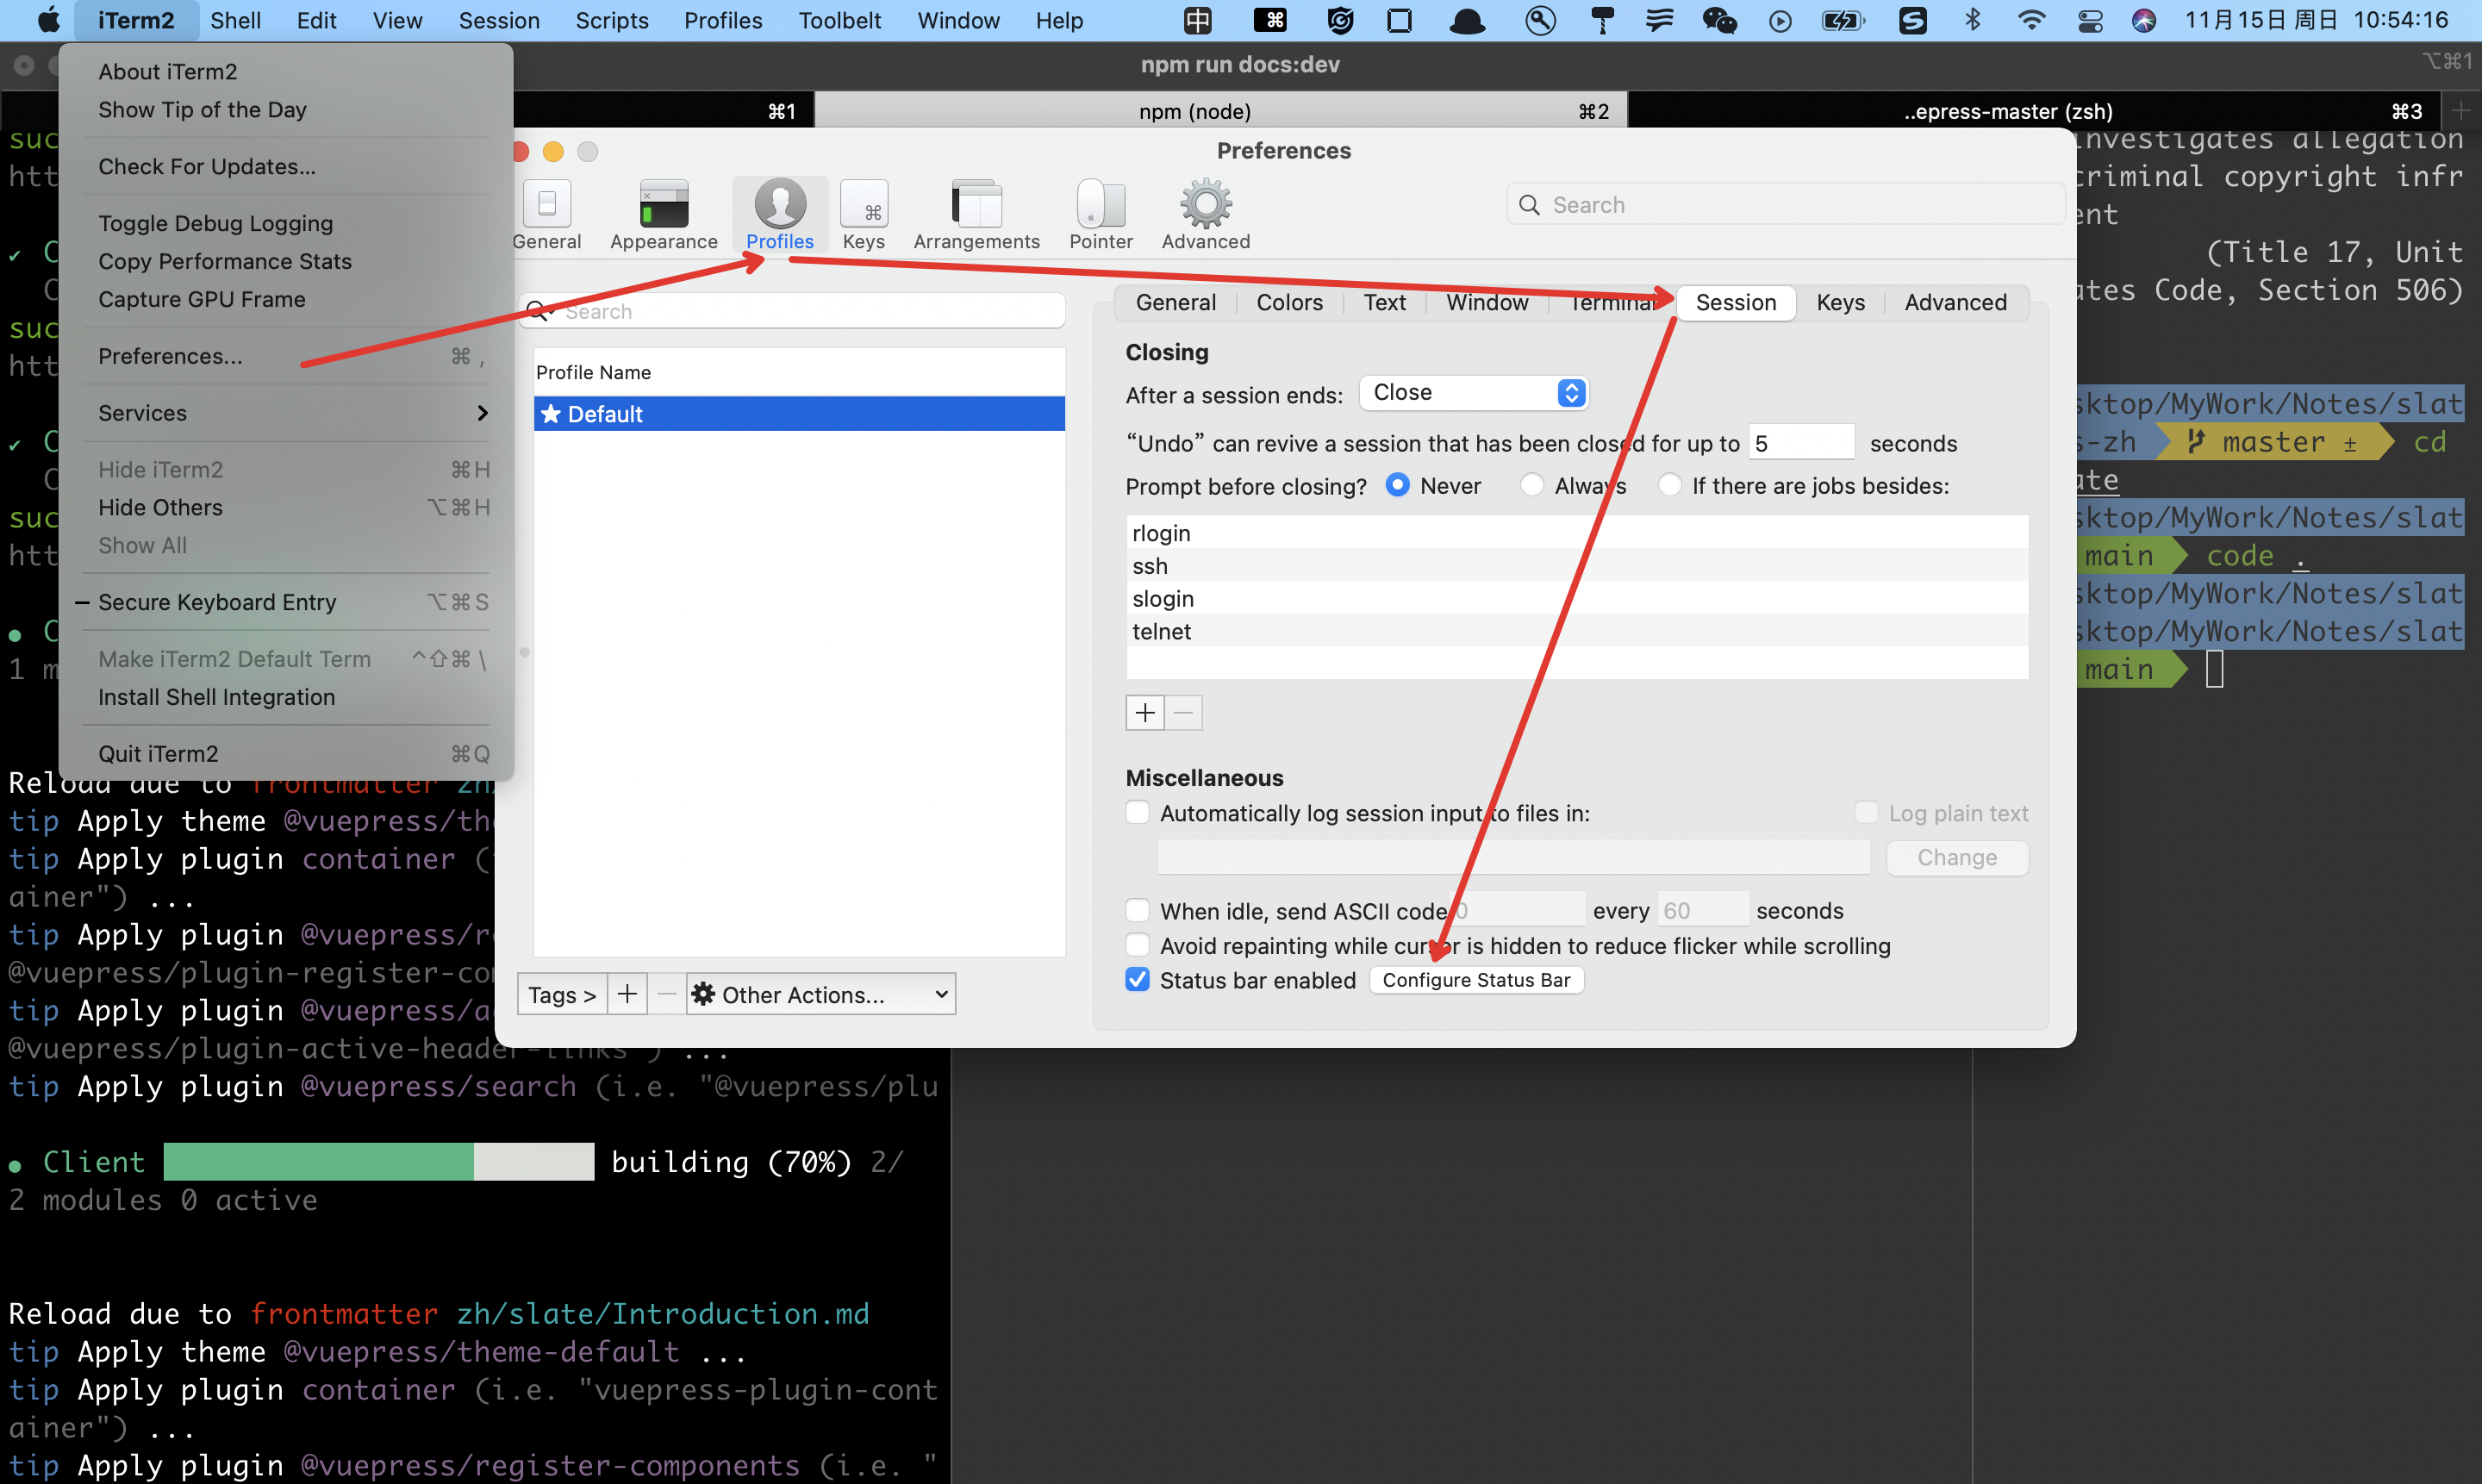 iTerm2 Shell Edit View Session Scripts Profiles Toolbelt Window Help 中 ⌘ 11月15日 周日 10:54:16
npm run docs:dev ⌥⌘1
⌘1 npm (node) ⌘2 ..epress-master (zsh) ⌘3
About iTerm2
Show Tip of the Day
Check For Updates...
Toggle Debug Logging
Copy Performance Stats
Capture GPU Frame
Preferences... ⌘ ,
Services
Hide iTerm2 ⌘H
Hide Others ⌥⌘H
Show All
Secure Keyboard Entry ⌥⌘S
Make iTerm2 Default Term ^⇧⌘\
Install Shell Integration
Quit iTerm2 ⌘Q
suc
htt
✔ C
C
suc
htt
✔ C
C
suc
htt
● C
1 m
Reload due to frontmatter zh/
tip Apply theme @vuepress/th
tip Apply plugin container (
ainer") ...
tip Apply plugin @vuepress/r
@vuepress/plugin-register-co
tip Apply plugin @vuepress/a
@vuepress/plugin-active-header-links") ...
tip Apply plugin @vuepress/search (i.e. "@vuepress/plu
● Client building (70%) 2/
2 modules 0 active
Reload due to frontmatter zh/slate/Introduction.md
tip Apply theme @vuepress/theme-default ...
tip Apply plugin container (i.e. "vuepress-plugin-cont
ainer") ...
tip Apply plugin @vuepress/register-components (i.e. "
Preferences
General Appearance Profiles Keys Arrangements Pointer Advanced
Search
Search
Profile Name
★ Default
Tags > + − Other Actions...
General Colors Text Window Terminal Session Keys Advanced
Closing
After a session ends: Close
“Undo” can revive a session that has been closed for up to 5 seconds
Prompt before closing? Never Always If there are jobs besides:
rlogin
ssh
slogin
telnet
+ −
Miscellaneous
Automatically log session input to files in: Log plain text
Change
When idle, send ASCII code 0 every 60 seconds
Avoid repainting while cursor is hidden to reduce flicker while scrolling
Status bar enabled Configure Status Bar
investigates allegation
criminal copyright infr
ent
(Title 17, Unit
ates Code, Section 506)
sktop/MyWork/Notes/slat
s-zh master ± cd
ate
sktop/MyWork/Notes/slat
main code .
sktop/MyWork/Notes/slat
sktop/MyWork/Notes/slat
main